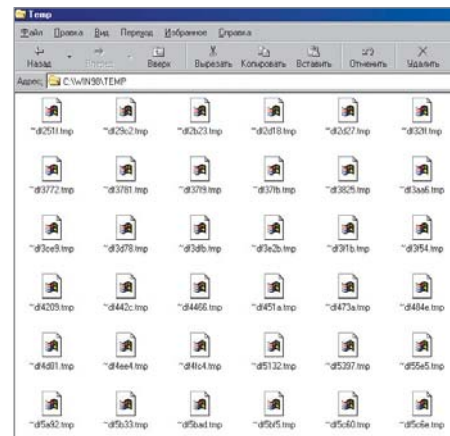 Temp
Файл Правка Вид Переход Избранное Справка
Назад Вперед Вверх Вырезать Копировать Вставить Отменить Удалить
Адрес: C:\WIN98\TEMP
~df251f.tmp ~df29c2.tmp ~df2b23.tmp ~df2d18.tmp ~df2d27.tmp ~df32ff.tmp
~df3772.tmp ~df3781.tmp ~df37f9.tmp ~df37fb.tmp ~df3825.tmp ~df3aa6.tmp
~df3ce9.tmp ~df3d78.tmp ~df3dfb.tmp ~df3e2b.tmp ~df3f1b.tmp ~df3f54.tmp
~df4209.tmp ~df442c.tmp ~df4466.tmp ~df451a.tmp ~df473a.tmp ~df484e.tmp
~df4d81.tmp ~df4ee4.tmp ~df4fc4.tmp ~df5132.tmp ~df5397.tmp ~df55e5.tmp
~df5a92.tmp ~df5b33.tmp ~df5bad.tmp ~df5bf5.tmp ~df5c60.tmp ~df5c6e.tmp